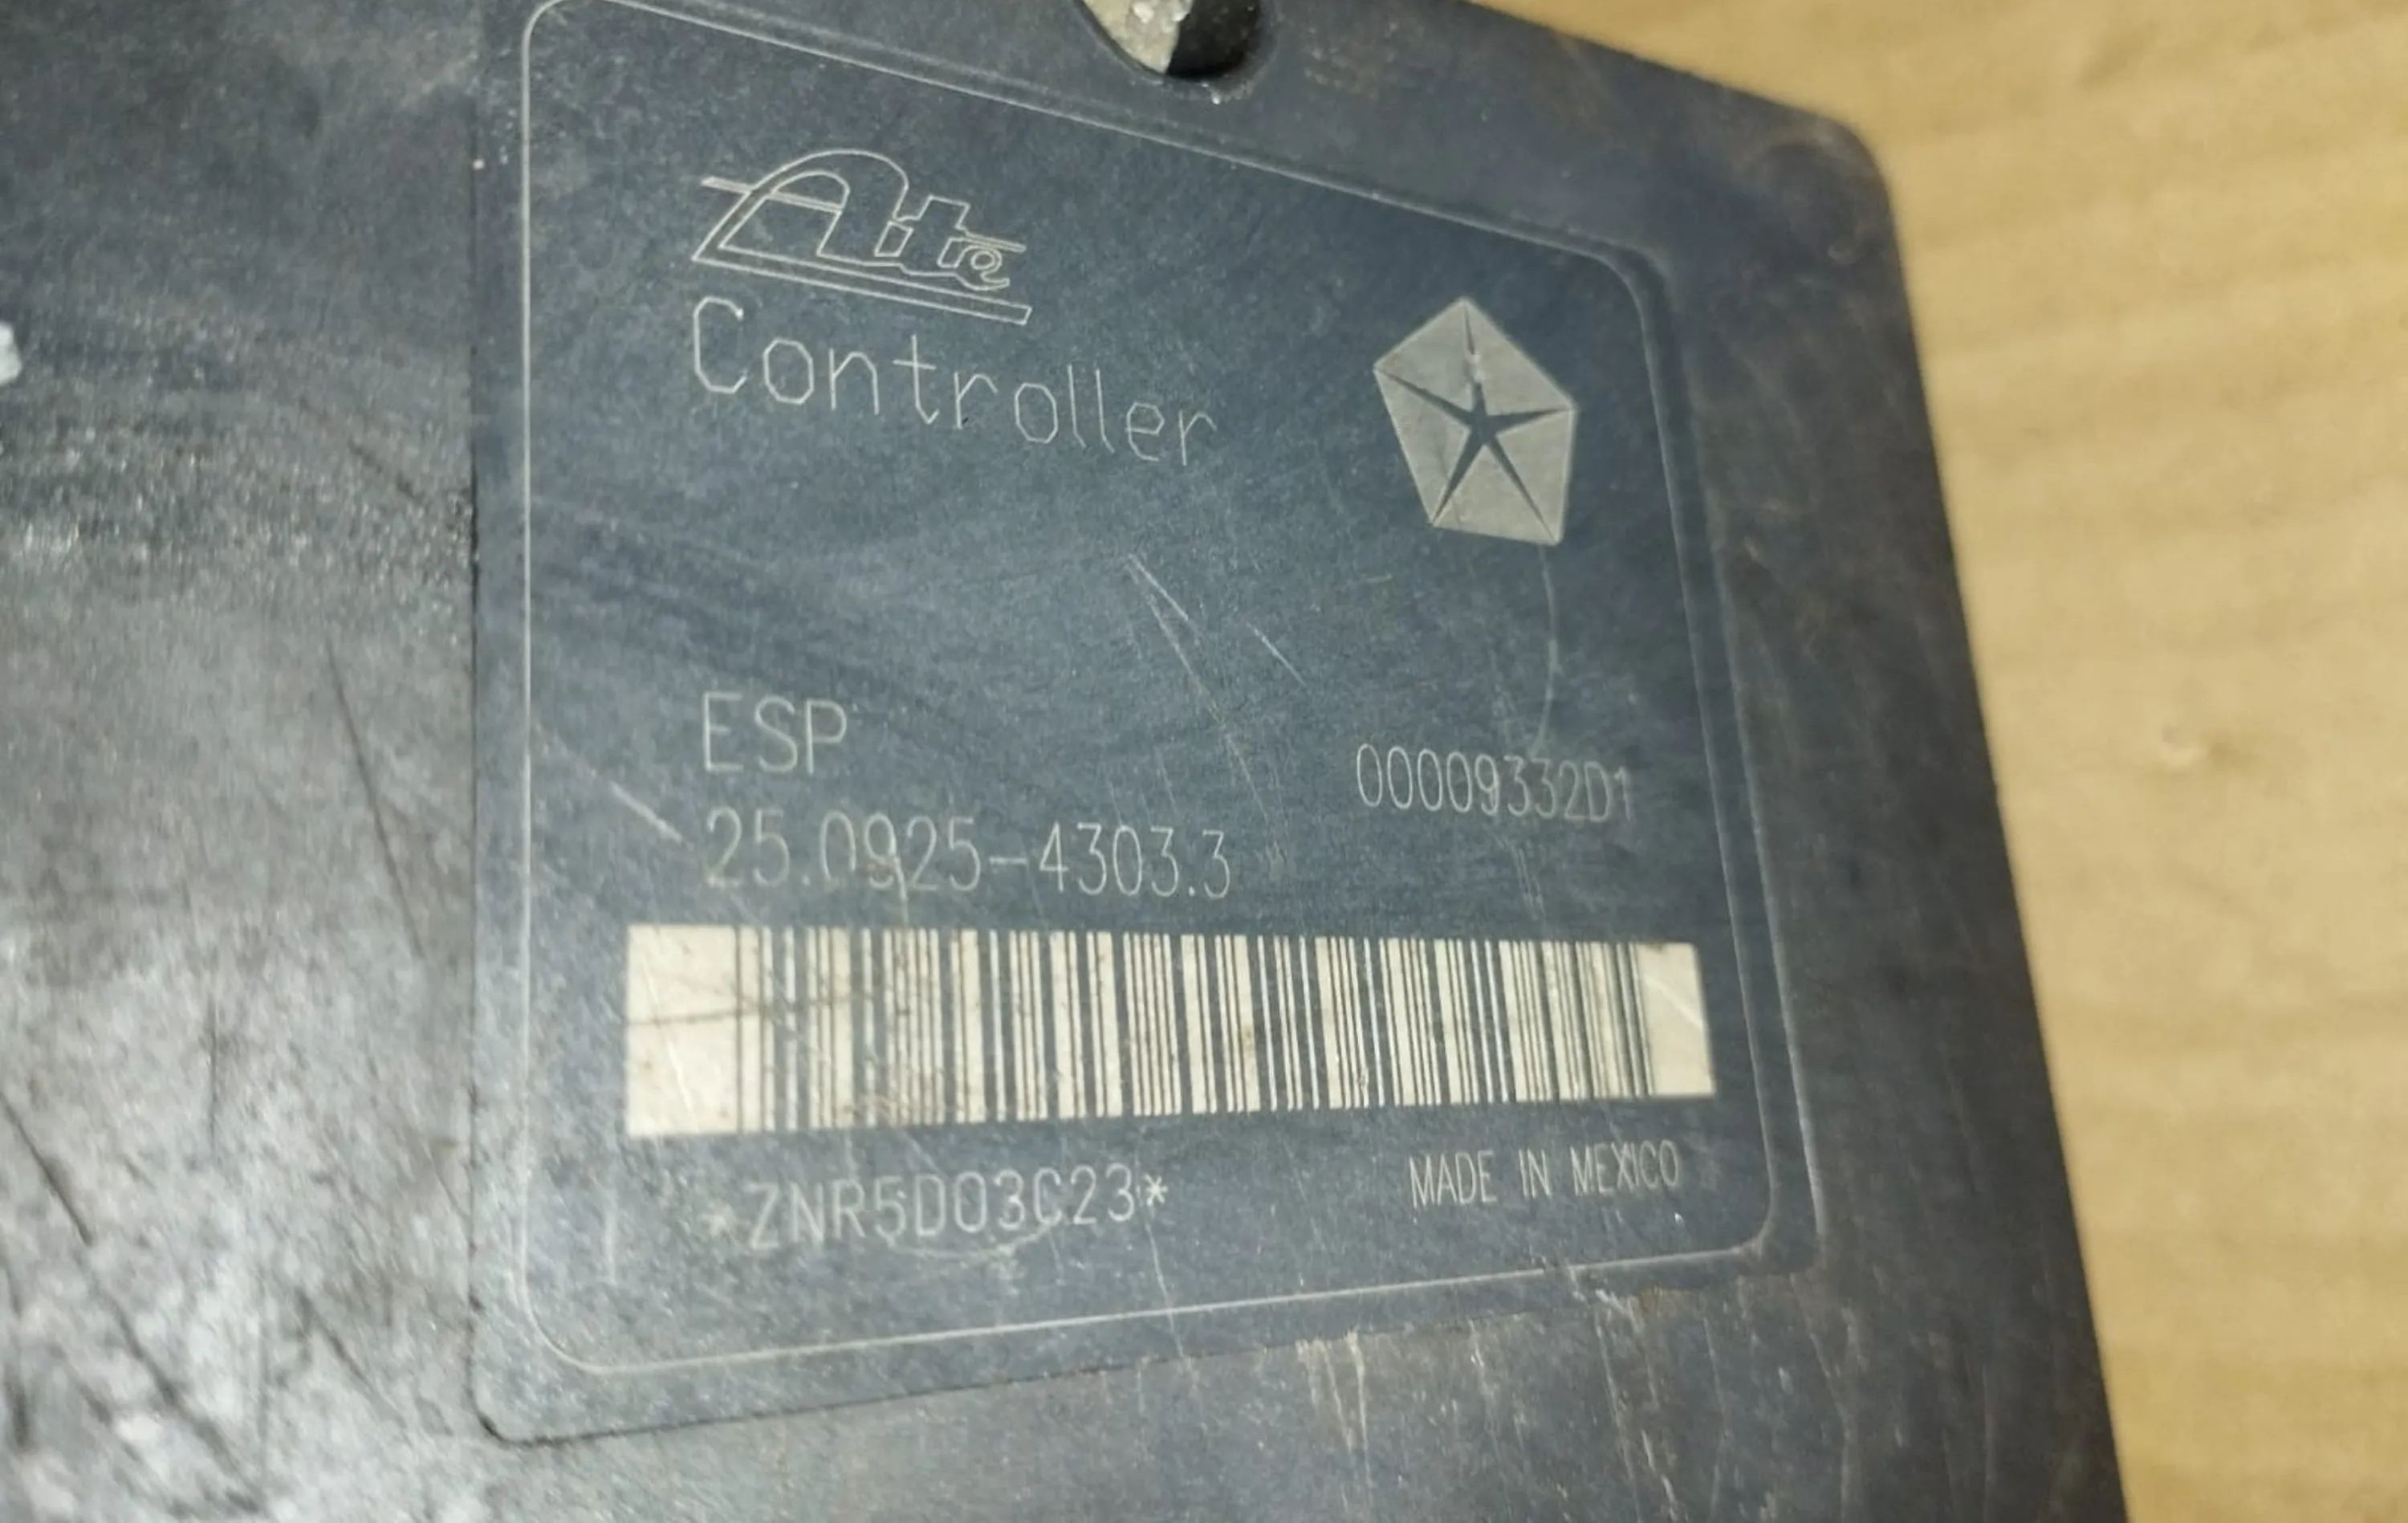 Ate
Controller
ESP
00009332D1
25.0925-4303.3
*ZNR5D03C23*
MADE IN MEXICO